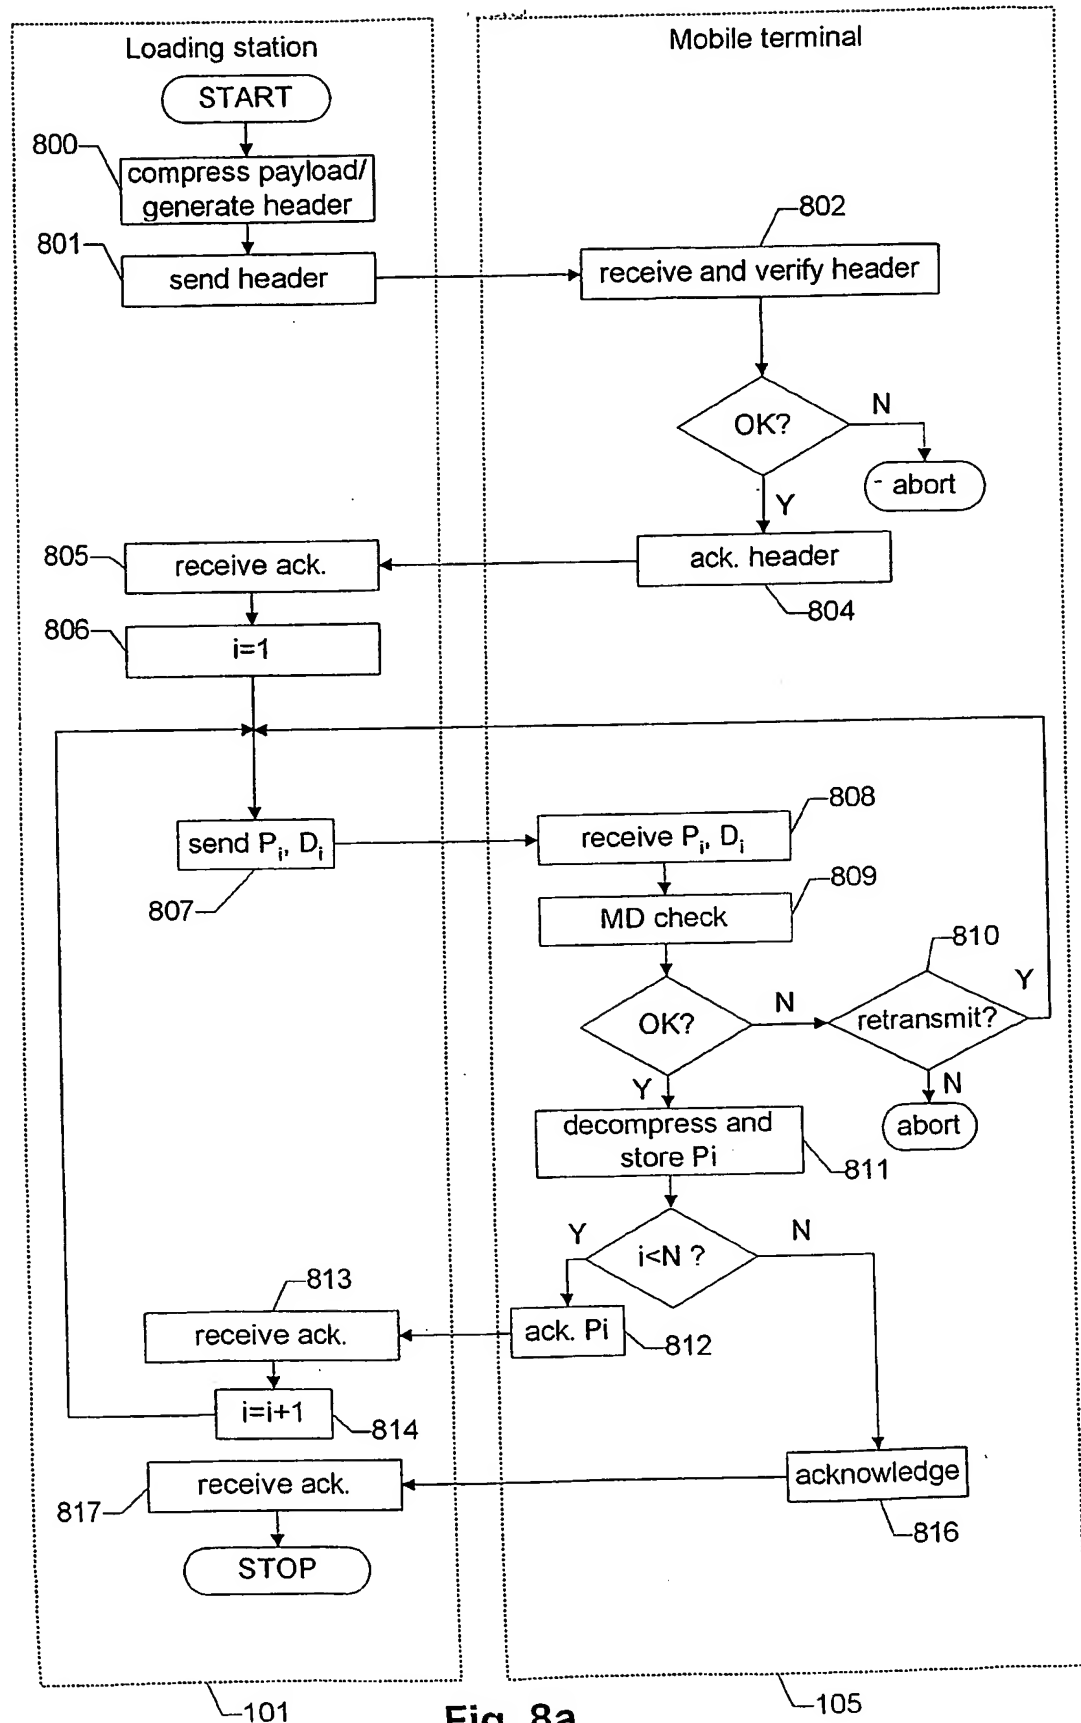 Loading station
Mobile terminal
START
800
compress payload/
generate header
801
send header
802
receive and verify header
OK?
N
abort
Y
805
receive ack.
ack. header
804
806
i=1
send Pi, Di
807
808
receive Pi, Di
809
MD check
810
OK?
N
retransmit?
Y
Y
N
abort
decompress and
store Pi
811
Y
i<N ?
N
813
receive ack.
ack. Pi
812
i=i+1
814
817
receive ack.
acknowledge
816
STOP
101
105
Fig. 8a